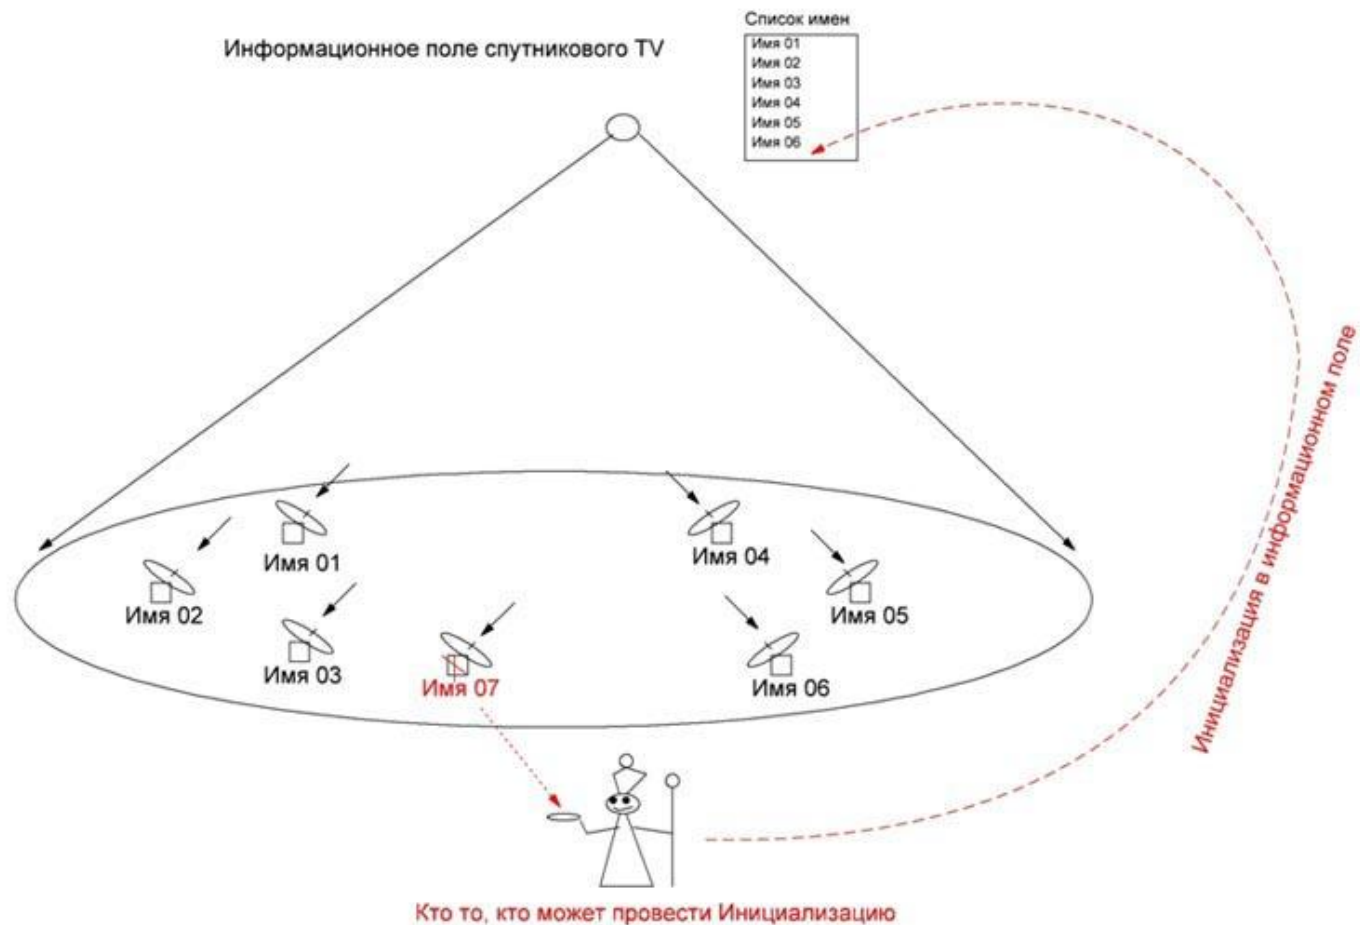 Список имен
Информационное поле спутникового TV
Имя 01
Имя 02
Имя 03
Имя 04
Имя 05
Имя 06
Имя 01
Имя 04
Имя 02
Имя 05
Имя 03
Имя 07
Имя 06
Инициализация в информационном поле
Кто то, кто может провести Инициализацию